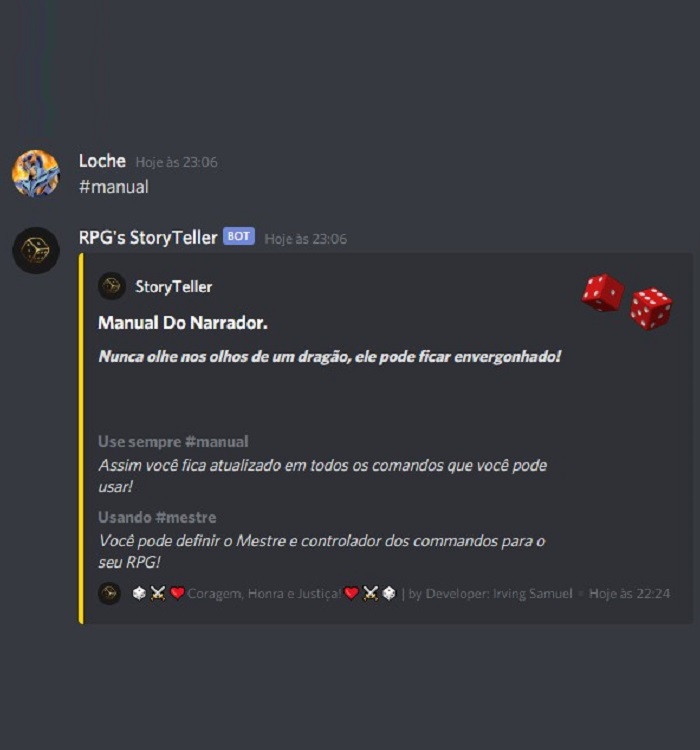 Loche Hoje às 23:06
#manual
RPG's StoryTeller BOT Hoje às 23:06
StoryTeller
Manual Do Narrador.
Nunca olhe nos olhos de um dragão, ele pode ficar envergonhado!
Use sempre #manual
Assim você fica atualizado em todos os comandos que você pode
usar!
Usando #mestre
Você pode definir o Mestre e controlador dos commandos para o
seu RPG!
Coragem, Honra e Justiça! | by Developer: Irving Samuel • Hoje às 22:24